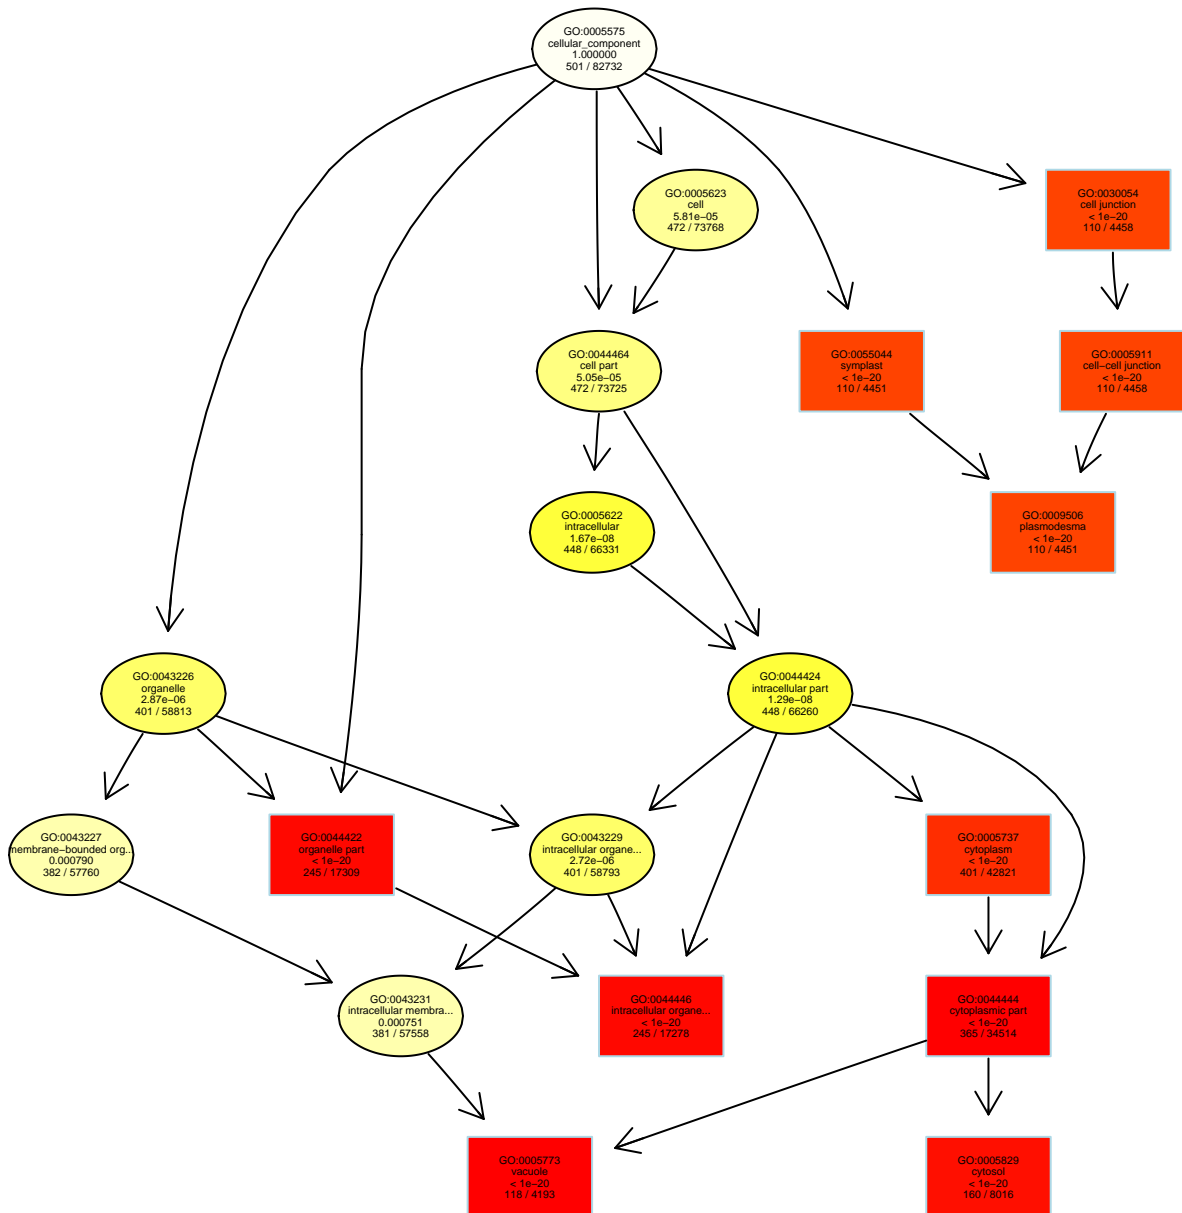 GO:0005575
cellular_component
1.000000
501 / 82732
GO:0005623
cell
5.81e−05
472 / 73768
GO:0030054
cell junction
< 1e−20
110 / 4458
GO:0044464
cell part
5.05e−05
472 / 73725
GO:0055044
symplast
< 1e−20
110 / 4451
GO:0005911
cell−cell junction
< 1e−20
110 / 4458
GO:0005622
intracellular
1.67e−08
448 / 66331
GO:0009506
plasmodesma
< 1e−20
110 / 4451
GO:0043226
organelle
2.87e−06
401 / 58813
GO:0044424
intracellular part
1.29e−08
448 / 66260
GO:0043227
membrane−bounded org...
0.000790
382 / 57760
GO:0044422
organelle part
< 1e−20
245 / 17309
GO:0043229
intracellular organe...
2.72e−06
401 / 58793
GO:0005737
cytoplasm
< 1e−20
401 / 42821
GO:0043231
intracellular membra...
0.000751
381 / 57558
GO:0044446
intracellular organe...
< 1e−20
245 / 17278
GO:0044444
cytoplasmic part
< 1e−20
365 / 34514
GO:0005773
vacuole
< 1e−20
118 / 4193
GO:0005829
cytosol
< 1e−20
160 / 8016